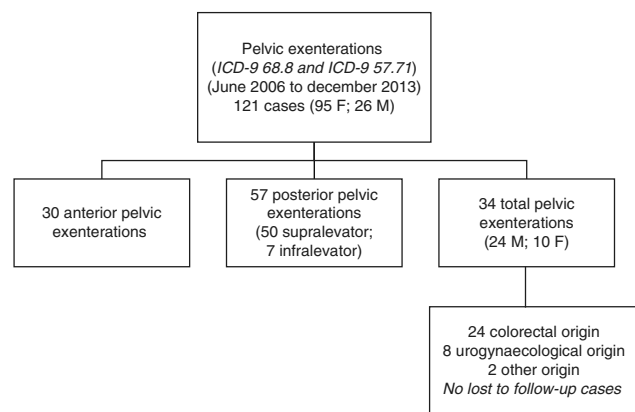 Pelvic exenterations
(ICD-9 68.8 and ICD-9 57.71)
(June 2006 to december 2013)
121 cases (95 F; 26 M)
30 anterior pelvic
exenterations
57 posterior pelvic
exenterations
(50 supralevator;
7 infralevator)
34 total pelvic
exenterations
(24 M; 10 F)
24 colorectal origin
8 urogynaecological origin
2 other origin
No lost to follow-up cases